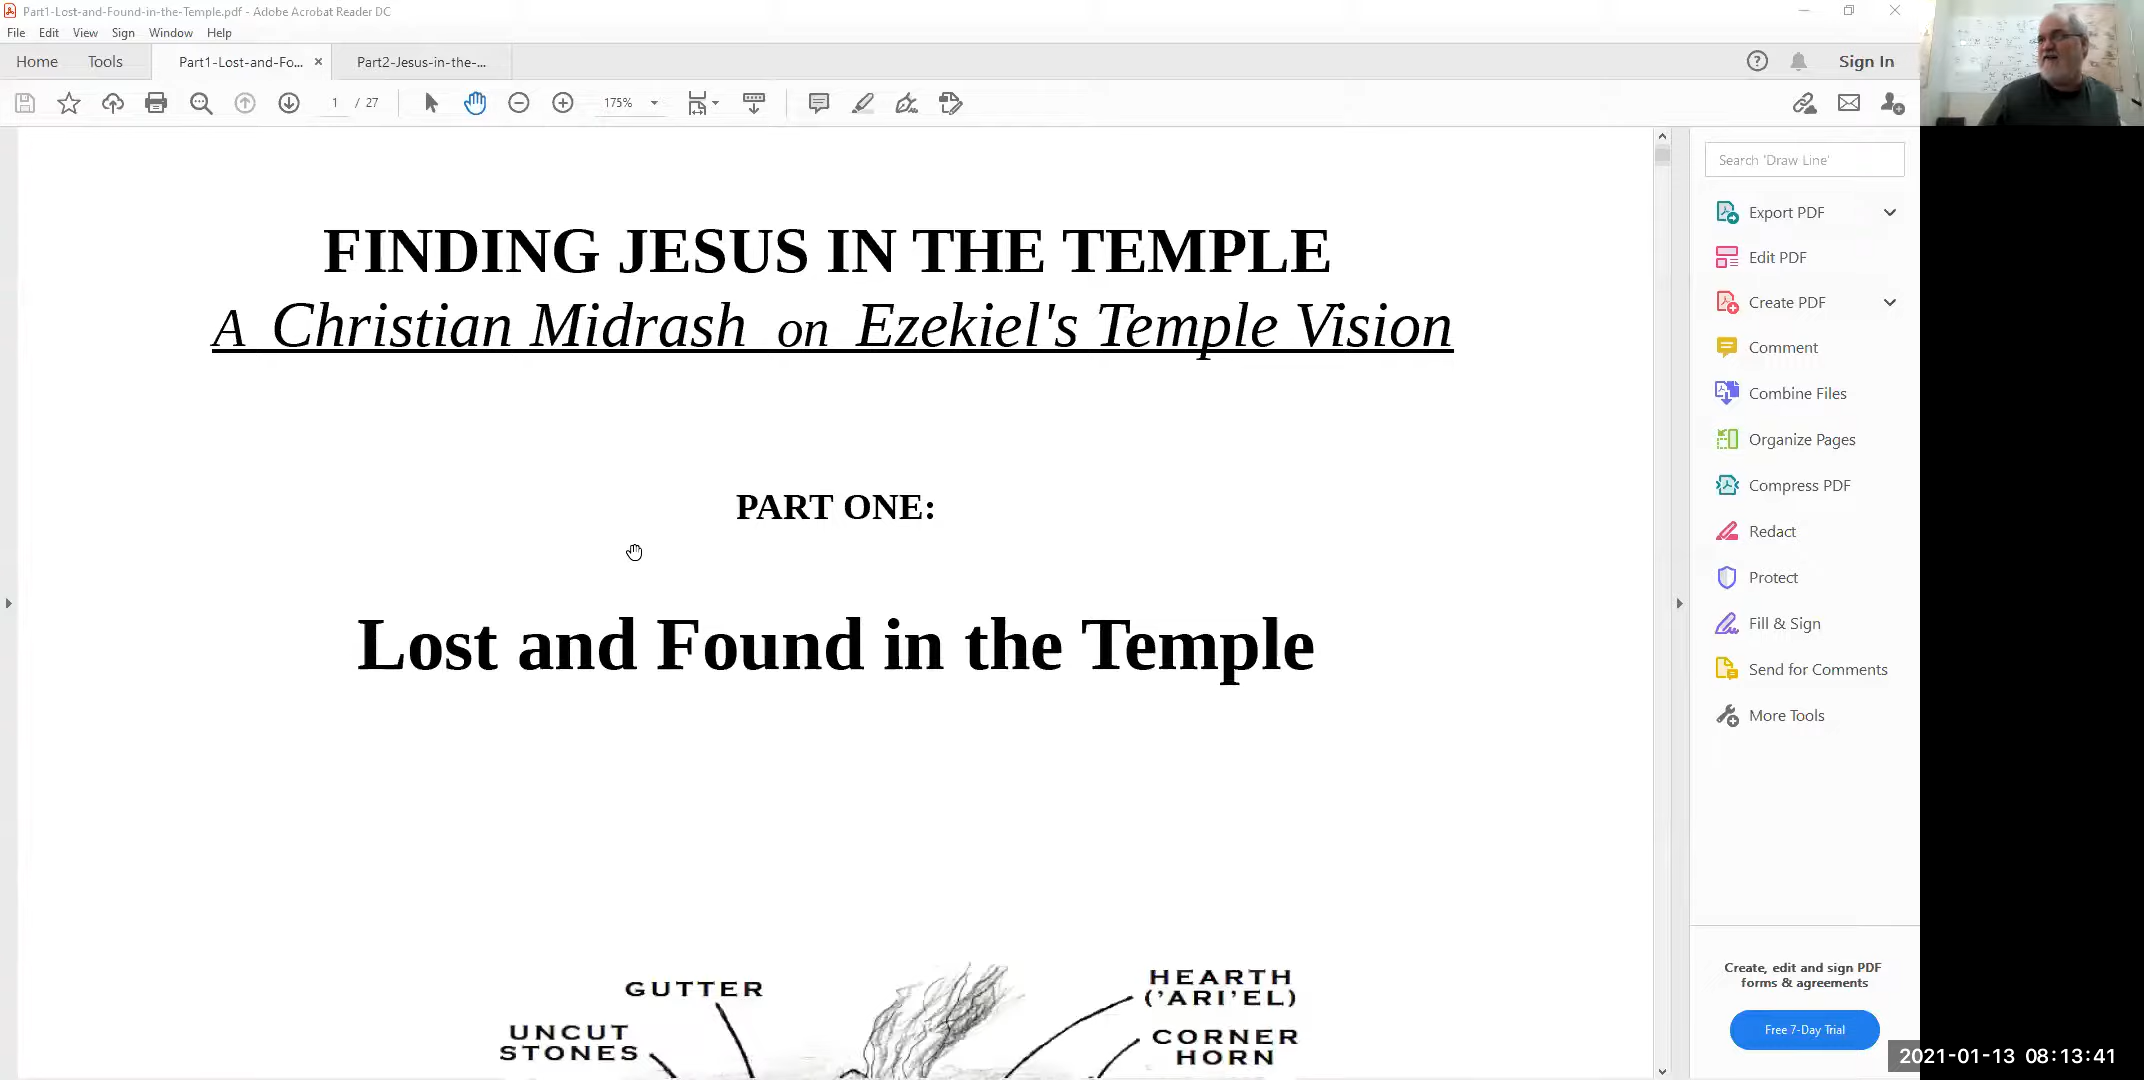 Part1-Lost-and-Found-in-the-Temple.pdf - Adobe Acrobat Reader DC
File Edit View Sign Window Help
Home Tools Part1-Lost-and-Fo... × Part2-Jesus-in-the-... Sign In
1 / 27 175%
FINDING JESUS IN THE TEMPLE
A Christian Midrash on Ezekiel's Temple Vision
PART ONE:
Lost and Found in the Temple
GUTTER
UNCUT
STONES
HEARTH
('ARI'EL)
CORNER
HORN
Search 'Draw Line'
Export PDF
Edit PDF
Create PDF
Comment
Combine Files
Organize Pages
Compress PDF
Redact
Protect
Fill & Sign
Send for Comments
More Tools
Create, edit and sign PDF
forms & agreements
Free 7-Day Trial
2021-01-13 08:13:41